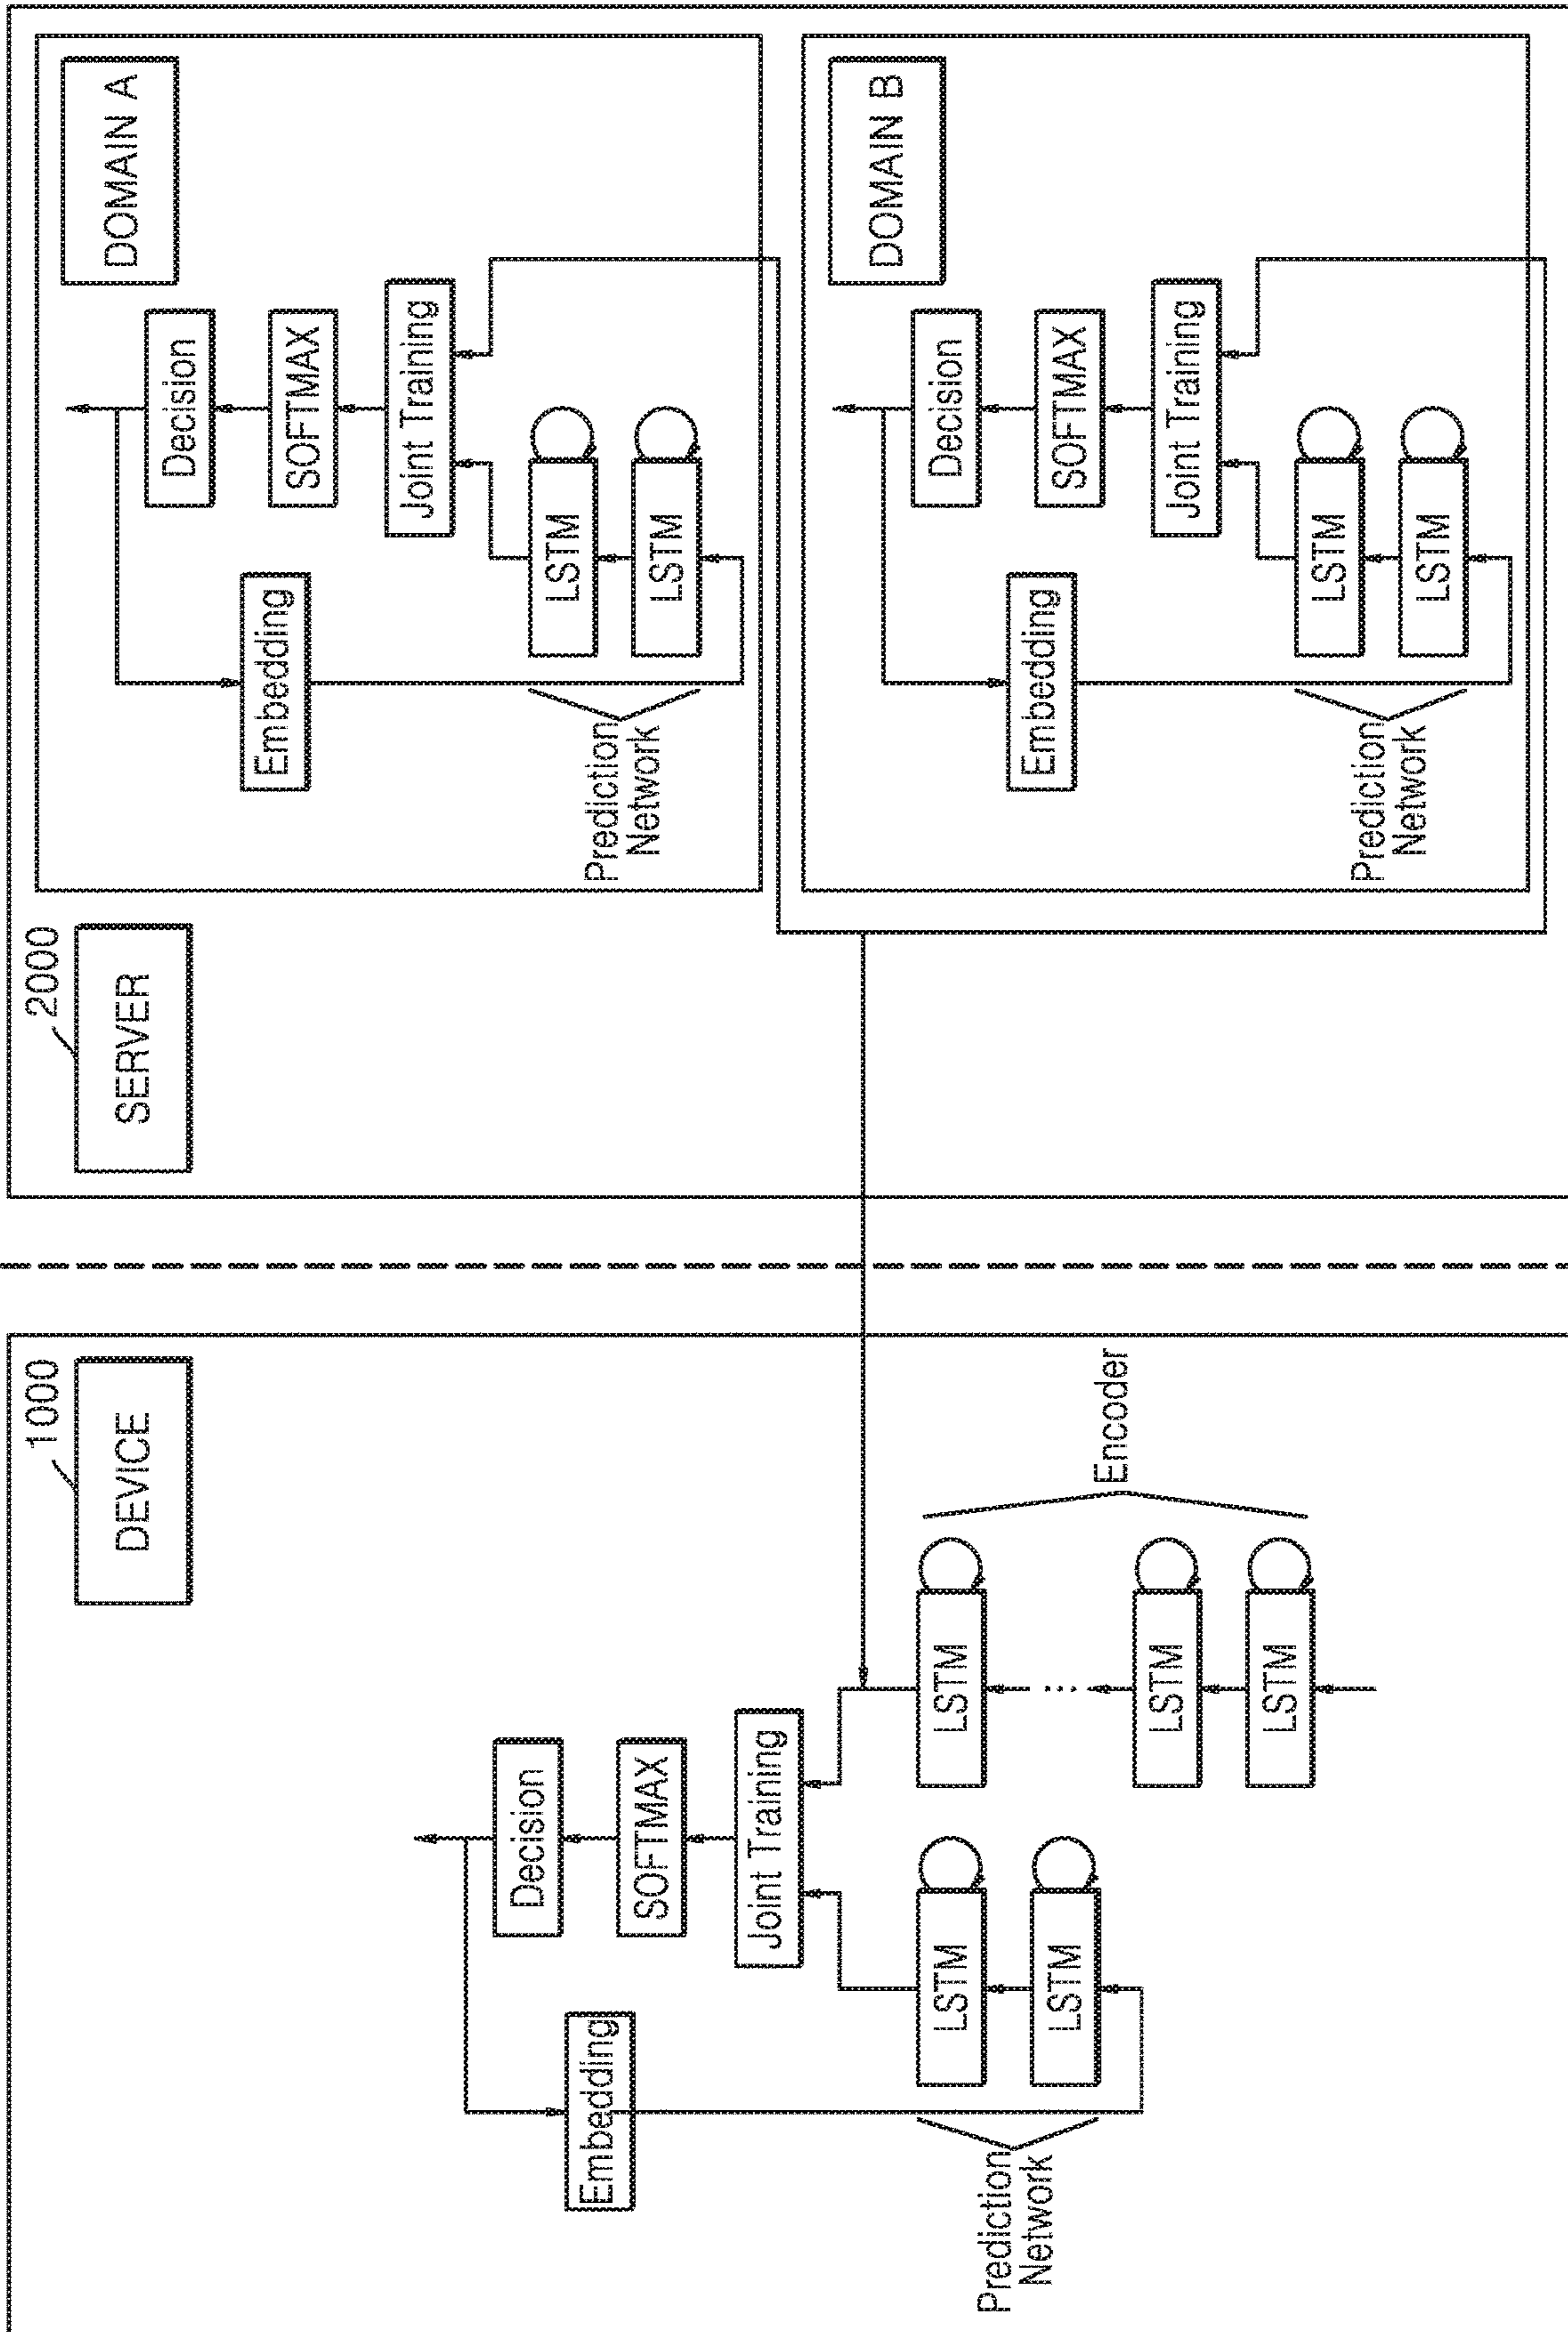 1000
DEVICE
Decision
SOFTMAX
Embedding
Joint Training
LSTM
LSTM
Prediction
Network
LSTM
LSTM
LSTM
Encoder
2000
SERVER
DOMAIN A
Decision
SOFTMAX
Embedding
Joint Training
LSTM
LSTM
Prediction
Network
DOMAIN B
Decision
SOFTMAX
Embedding
Joint Training
LSTM
LSTM
Prediction
Network